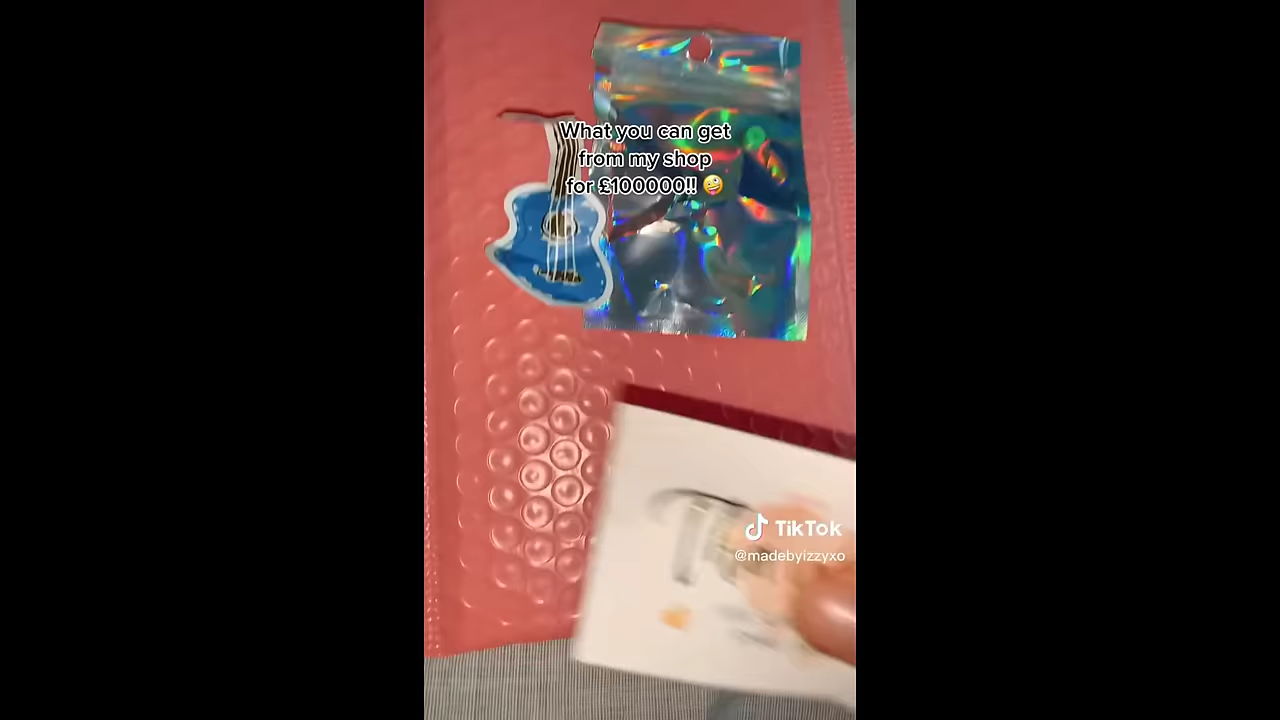 What you can get
from my shop
for £100000!! 🤪
TikTok
@madebyizzyxo